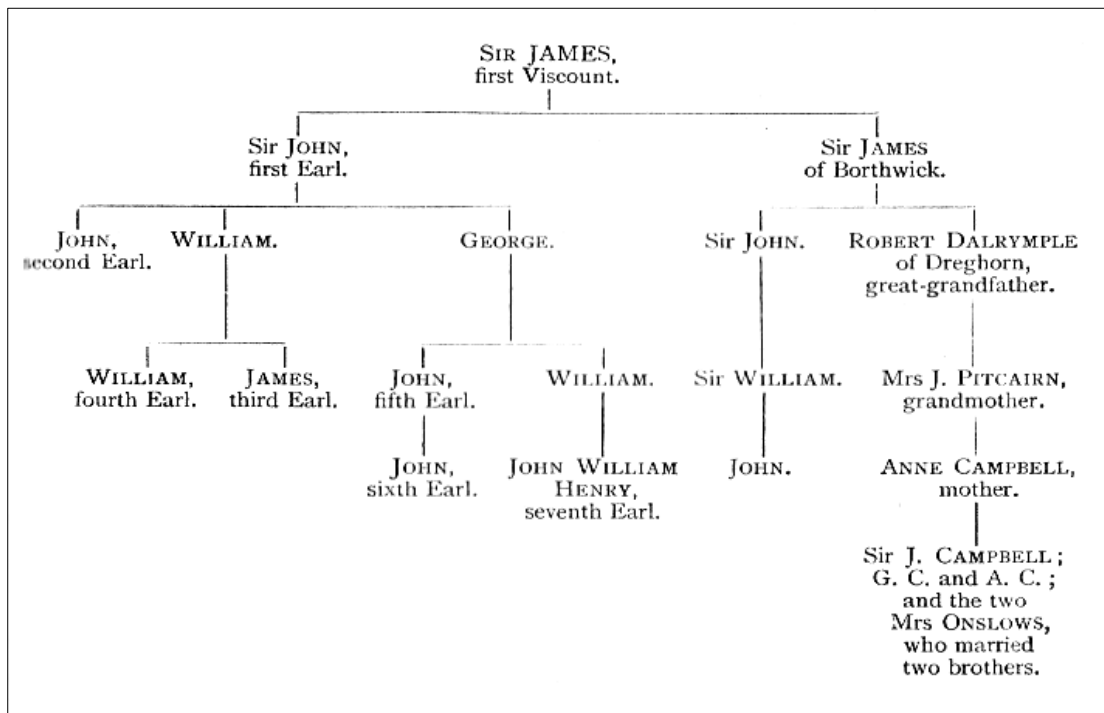 SIR JAMES,
first Viscount.
Sir JOHN,
first Earl.
Sir JAMES
of Borthwick.
JOHN,
second Earl.
WILLIAM.
GEORGE.
Sir JOHN.
ROBERT DALRYMPLE
of Dreghorn,
great-grandfather.
WILLIAM,
fourth Earl.
JAMES,
third Earl.
JOHN,
fifth Earl.
WILLIAM.
Sir WILLIAM.
Mrs J. PITCAIRN,
grandmother.
JOHN,
sixth Earl.
JOHN WILLIAM
HENRY,
seventh Earl.
JOHN.
ANNE CAMPBELL,
mother.
Sir J. CAMPBELL ;
G. C. and A. C. ;
and the two
Mrs ONSLOWS,
who married
two brothers.